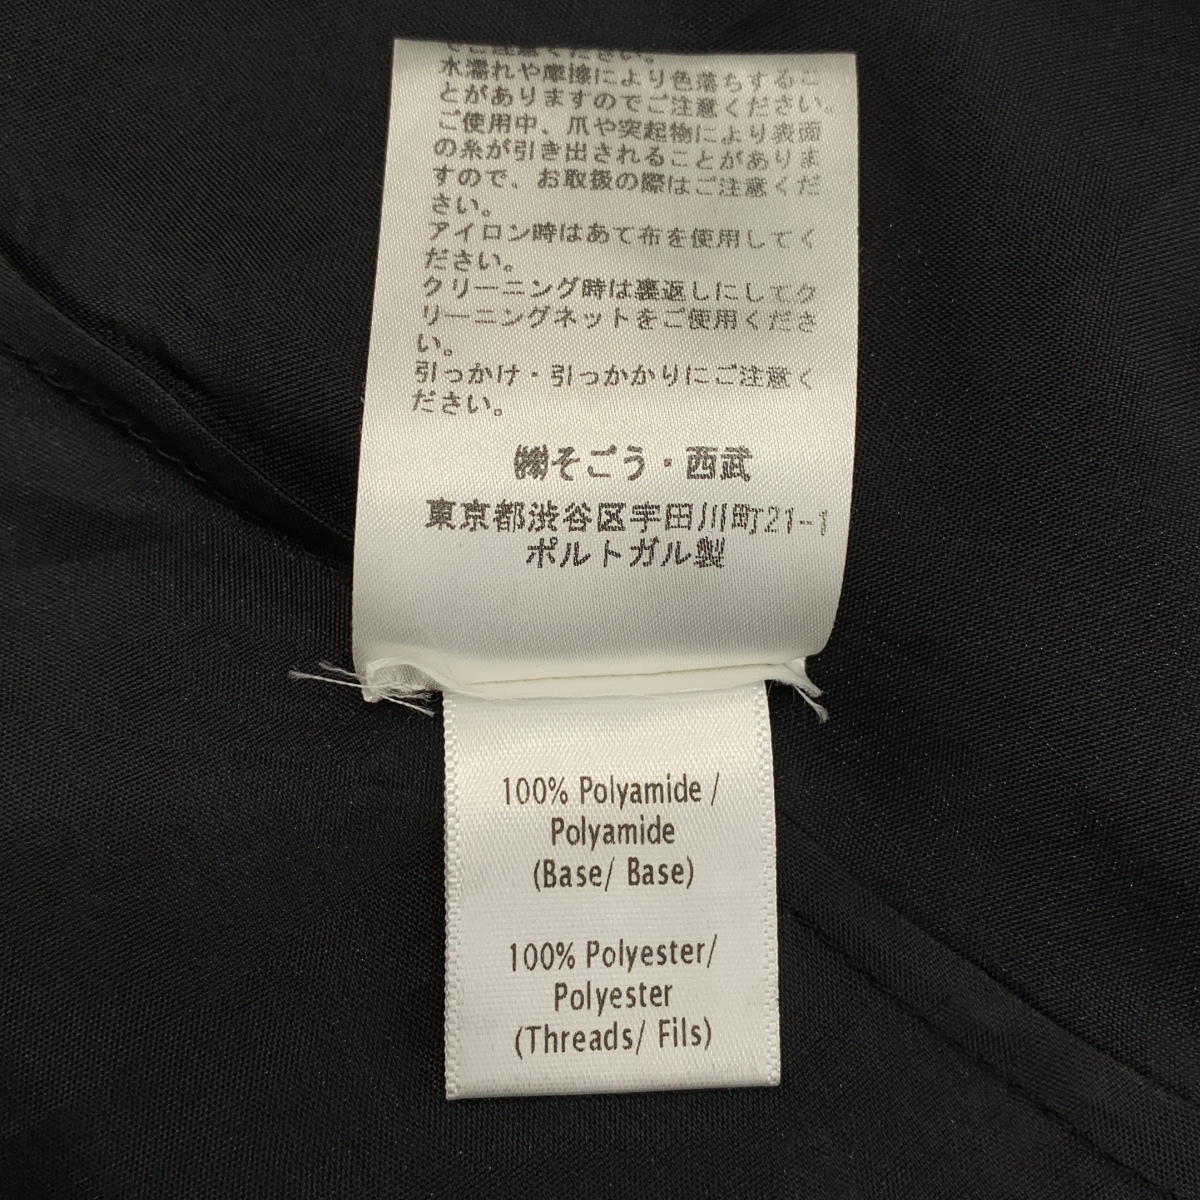 でご注意ください。
水濡れや摩擦により色落ちするこ
とがありますのでご注意ください。
ご使用中、爪や突起物により表面
の糸が引き出されることがありま
すので、お取扱の際はご注意くだ
さい。
アイロン時はあて布を使用してく
ださい。
クリーニング時は裏返しにしてク
リーニングネットをご使用くださ
い。
引っかけ・引っかかりにご注意く
ださい。
㈱そごう・西武
東京都渋谷区宇田川町21-1
ポルトガル製
100% Polyamide /
Polyamide
(Base/ Base)
100% Polyester/
Polyester
(Threads/ Fils)